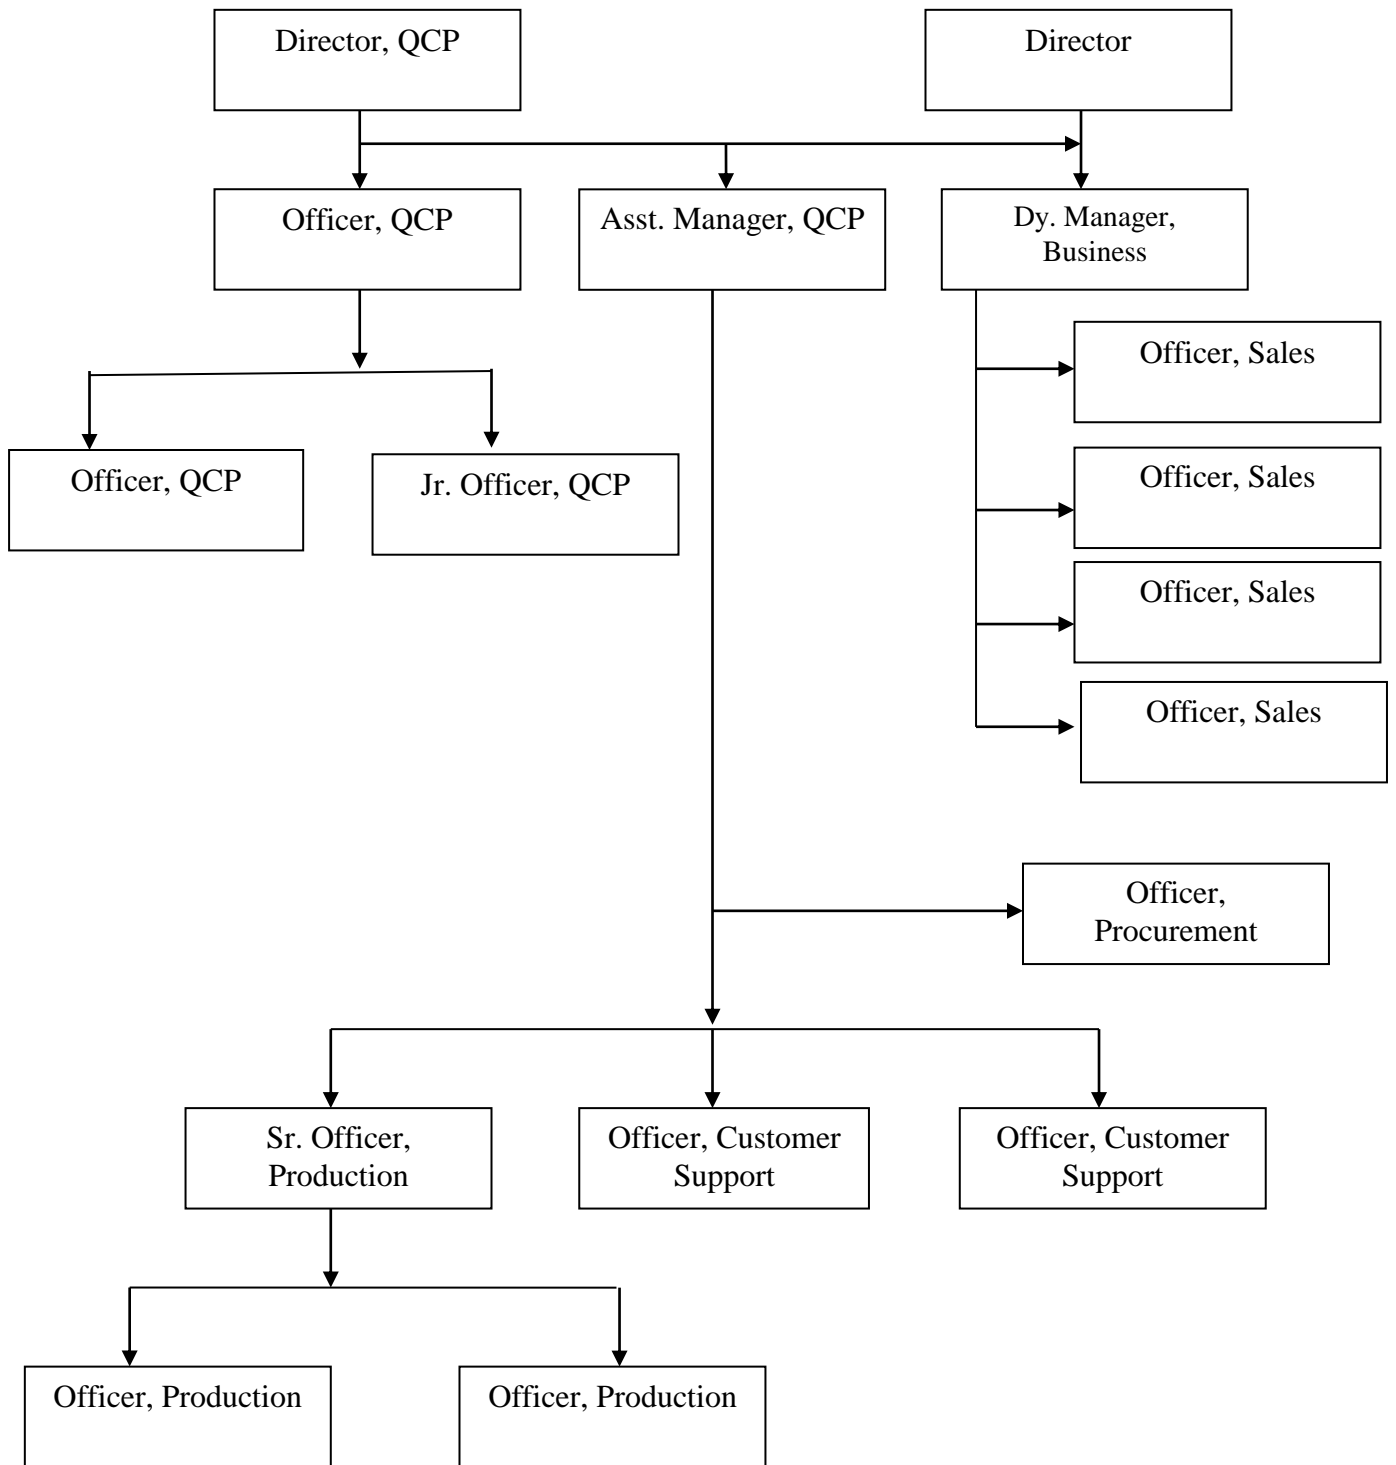 Director, QCP
Director
Officer, QCP
Asst. Manager, QCP
Dy. Manager,
Business
Officer, Sales
Officer, QCP
Jr. Officer, QCP
Officer, Sales
Officer, Sales
Officer, Sales
Officer,
Procurement
Sr. Officer,
Production
Officer, Customer
Support
Officer, Customer
Support
Officer, Production
Officer, Production